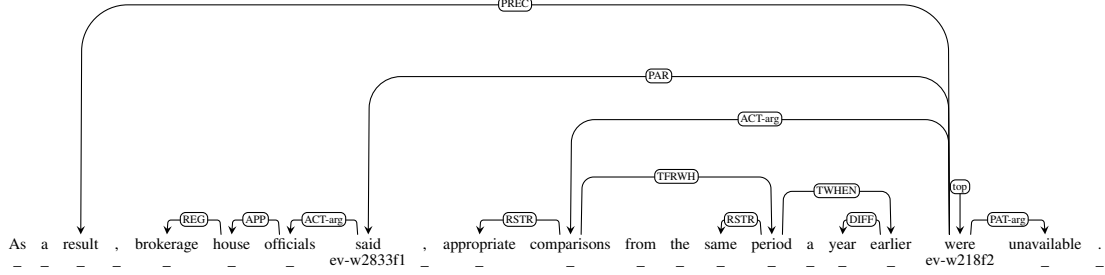 PREC
PAR
ACT-arg
TFRWH
TWHEN
top
REG APP ACT-arg RSTR RSTR DIFF PAT-arg
As a result , brokerage house officials said , appropriate comparisons from the same period a year earlier were unavailable .
_ _ _ _ _ _ _ ev-w2833f1 _ _ _ _ _ _ _ _ _ _ ev-w218f2 _ _